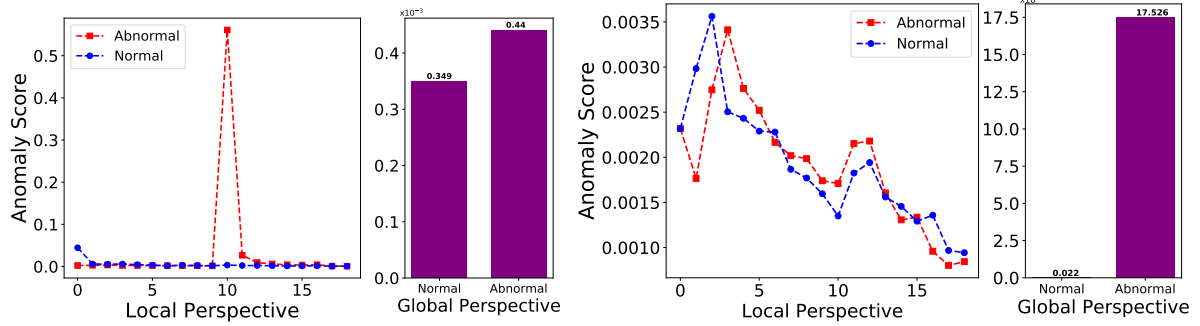 Anomaly Score
0.5
0.4
0.3
0.2
0.1
0.0
Abnormal
Normal
0 5 10 15
Local Perspective
×10⁻³
0.4
0.3
0.2
0.1
0.0
0.349
0.44
Normal Abnormal
Global Perspective
Anomaly Score
0.0035
0.0030
0.0025
0.0020
0.0015
0.0010
Abnormal
Normal
0 5 10 15
Local Perspective
17.5
15.0
12.5
10.0
7.5
5.0
2.5
0.0
0.022
17.526
Normal Abnormal
Global Perspective